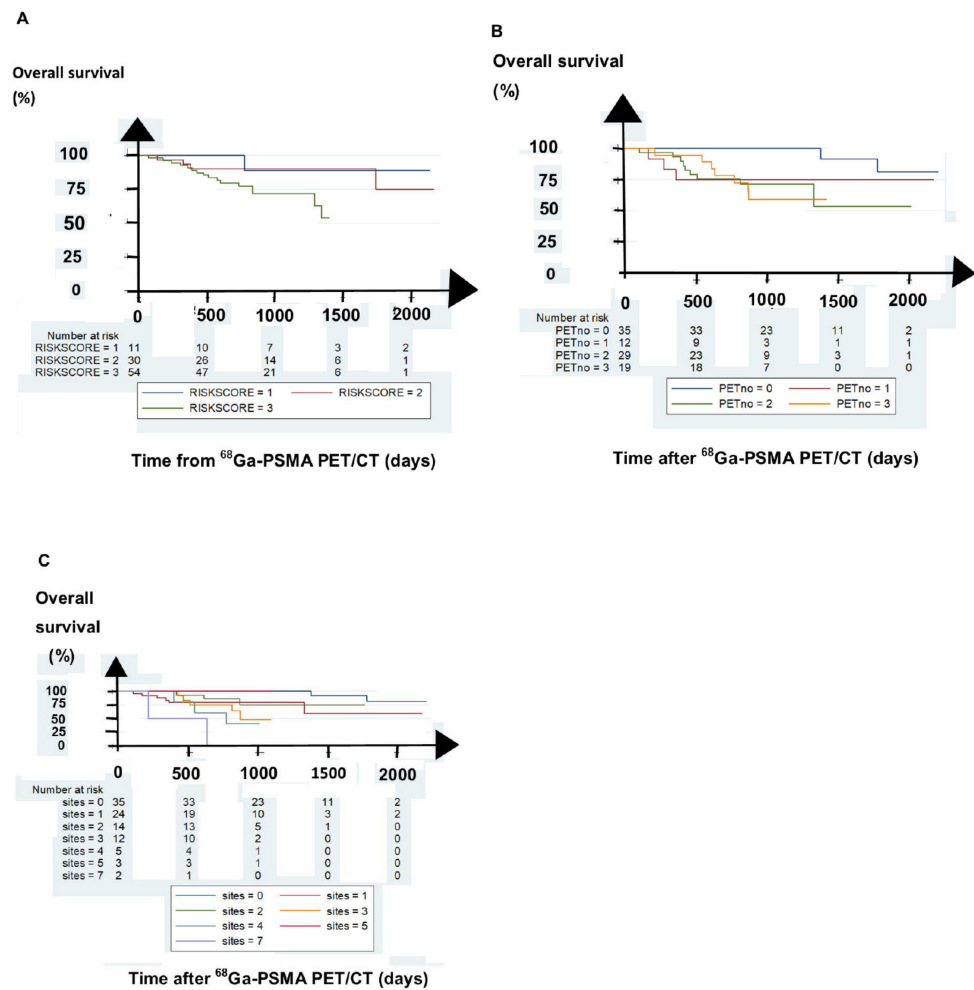 A
Overall survival
(%)
100
75
50
25
0
0 500 1000 1500 2000
Number at risk
RISKSCORE = 1 11 10 7 3 2
RISKSCORE = 2 30 26 14 6 1
RISKSCORE = 3 54 47 21 6 1
RISKSCORE = 1 RISKSCORE = 2
RISKSCORE = 3
Time from 68Ga-PSMA PET/CT (days)
B
Overall survival
(%)
100
75
50
25
0
0 500 1000 1500 2000
Number at risk
PETno = 0 35 33 23 11 2
PETno = 1 12 9 3 1 1
PETno = 2 29 23 9 3 1
PETno = 3 19 18 7 0 0
PETno = 0 PETno = 1
PETno = 2 PETno = 3
Time after 68Ga-PSMA PET/CT (days)
C
Overall
survival
(%)
100
75
50
25
0
0 500 1000 1500 2000
Number at risk
sites = 0 35 33 23 11 2
sites = 1 24 19 10 3 2
sites = 2 14 13 5 1 0
sites = 3 12 10 2 0 0
sites = 4 5 4 1 0 0
sites = 5 3 3 1 0 0
sites = 7 2 1 0 0 0
sites = 0 sites = 1
sites = 2 sites = 3
sites = 4 sites = 5
sites = 7
Time after 68Ga-PSMA PET/CT (days)